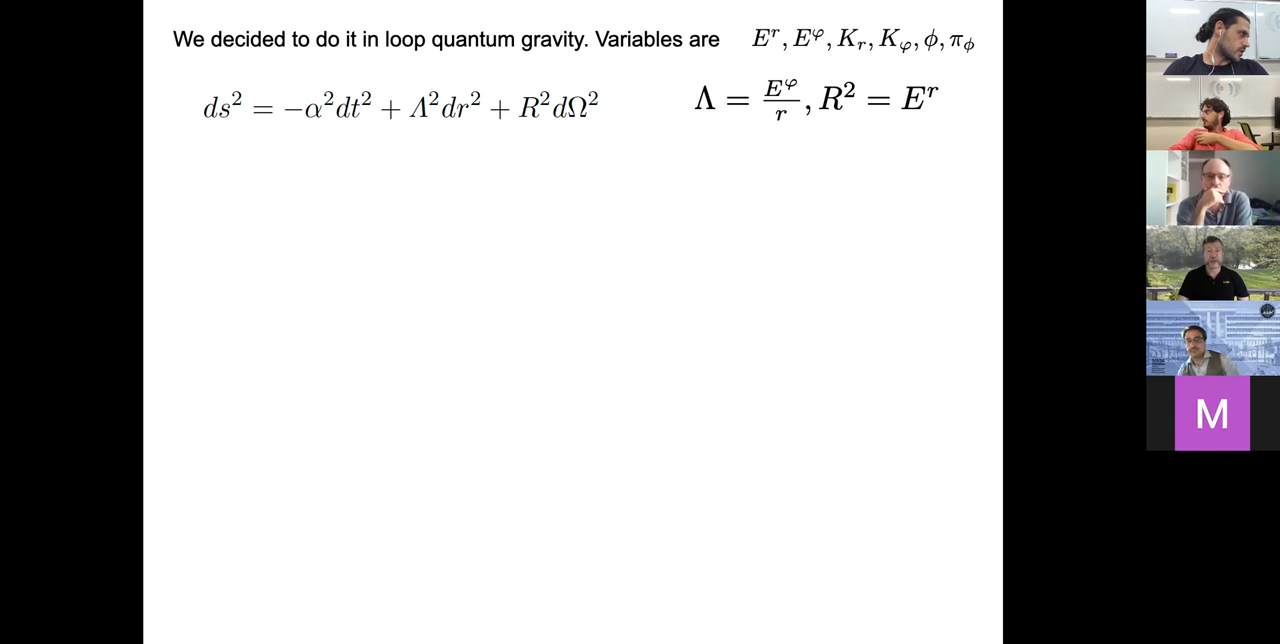 We decided to do it in loop quantum gravity. Variables are E^r, E^φ, K_r, K_φ, ϕ, π_ϕ
ds² = −α²dt² + Λ²dr² + R²dΩ²
Λ = E^φ/r, R² = E^r
M